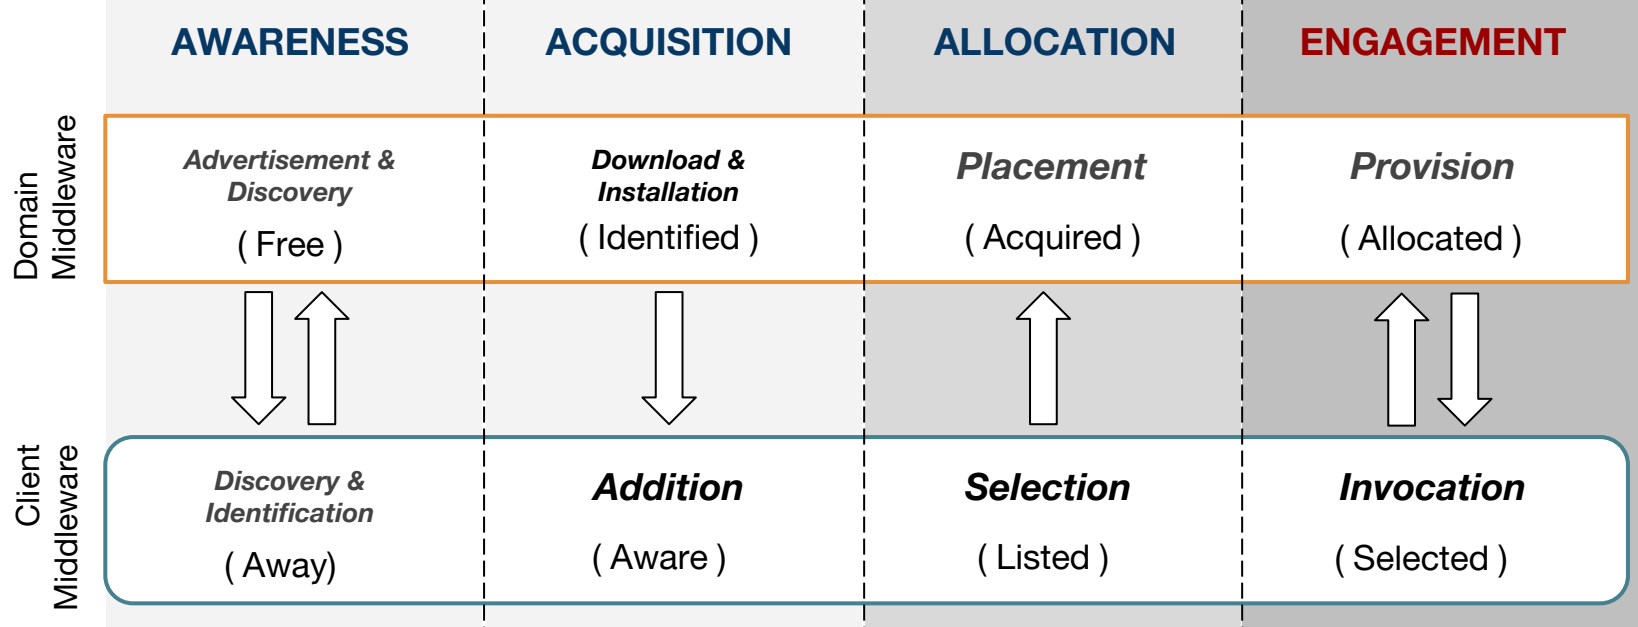 AWARENESS
ACQUISITION
ALLOCATION
ENGAGEMENT
Domain
Middleware
Advertisement &
Discovery
( Free )
Download &
Installation
( Identified )
Placement
( Acquired )
Provision
( Allocated )
Client
Middleware
Discovery &
Identification
( Away)
Addition
( Aware )
Selection
( Listed )
Invocation
( Selected )